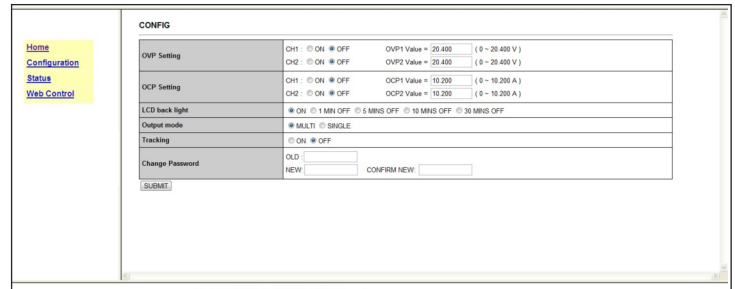 CONFIG
Home
Configuration
Status
Web Control
OVP Setting
CH1 : ON OFF OVP1 Value = 20.400 ( 0 ~ 20.400 V )
CH2 : ON OFF OVP2 Value = 20.400 ( 0 ~ 20.400 V )
OCP Setting
CH1 : ON OFF OCP1 Value = 10.200 ( 0 ~ 10.200 A )
CH2 : ON OFF OCP2 Value = 10.200 ( 0 ~ 10.200 A )
LCD back light ON 1 MIN OFF 5 MINS OFF 10 MINS OFF 30 MINS OFF
Output mode MULTI SINGLE
Tracking ON OFF
Change Password
OLD :
NEW: CONFIRM NEW:
SUBMIT